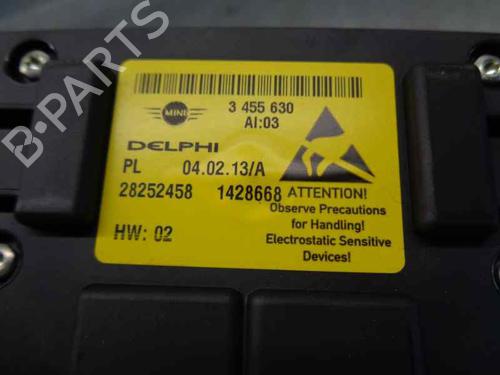 MINI
3 455 630
AI:03
DELPHI
PL 04.02.13/A
28252458 1428668
HW: 02
ATTENTION!
Observe Precautions
for Handling!
Electrostatic Sensitive
Devices!
B-PARTS